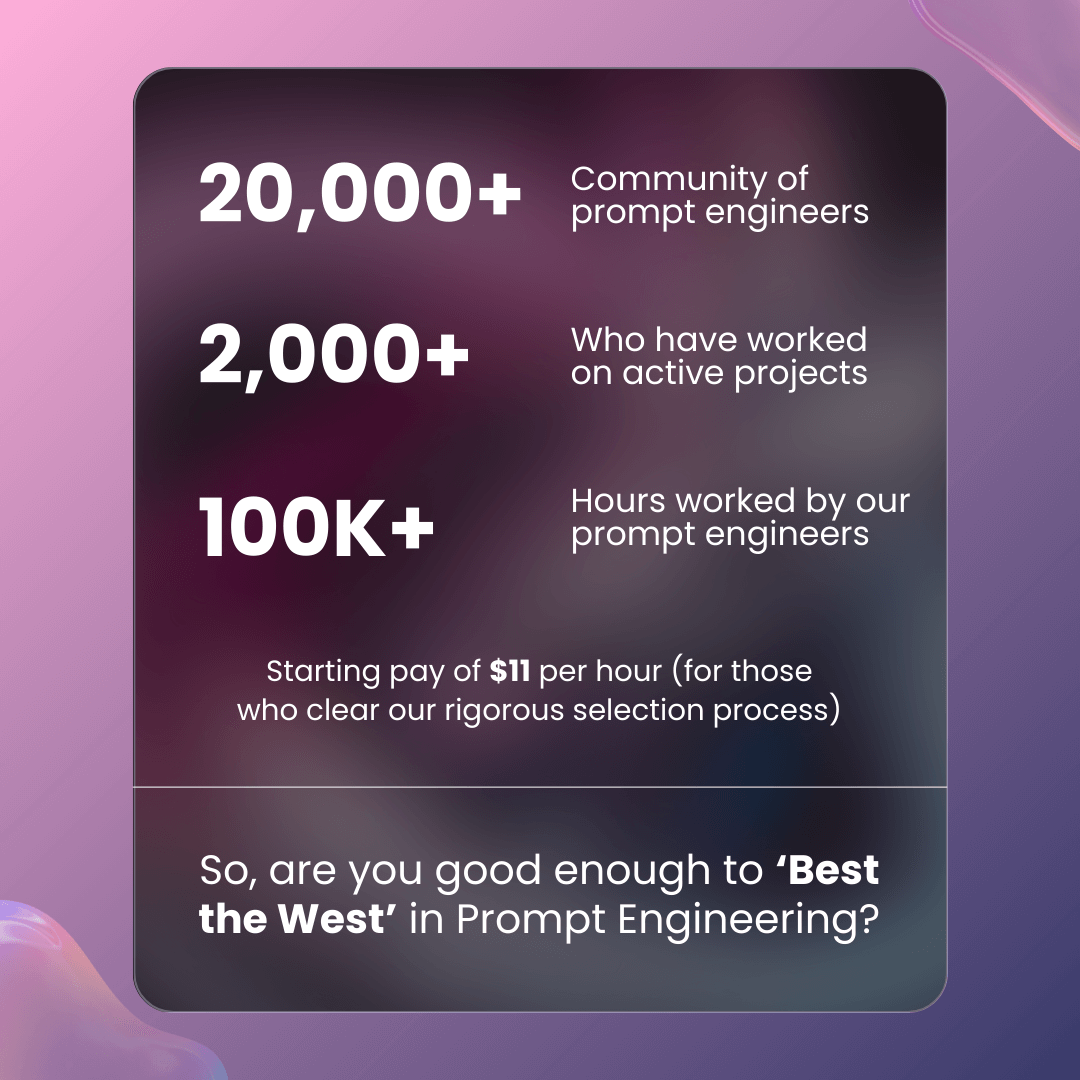 20,000+
Community of
prompt engineers
2,000+
Who have worked
on active projects
100K+
Hours worked by our
prompt engineers
Starting pay of $11 per hour (for those
who clear our rigorous selection process)
So, are you good enough to ‘Best
the West’ in Prompt Engineering?